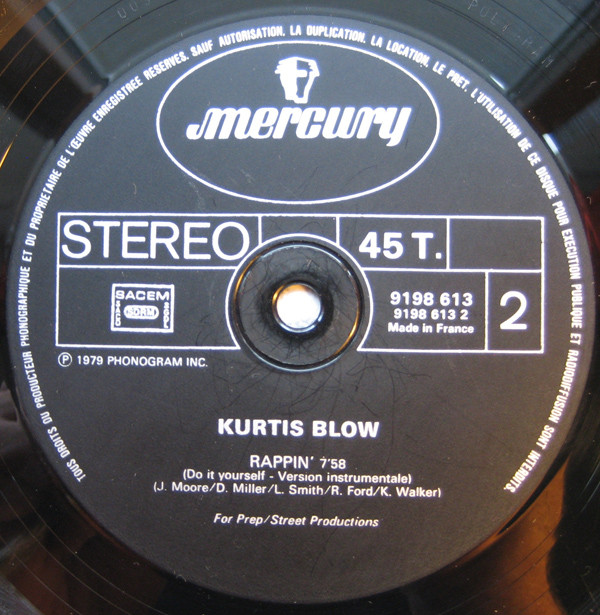 TOUS DROITS DU PRODUCTEUR PHONOGRAPHIQUE ET DU PROPRIETAIRE DE L'ŒUVRE ENREGISTREE RESERVES. SAUF AUTORISATION, LA DUPLICATION, LA LOCATION, LE PRET, L'UTILISATION DE CE DISQUE POUR EXECUTION PUBLIQUE ET RADIODIFFUSION SONT INTERDITS.
mercury
STEREO
45 T.
SACEM
SDRM
SACD
SGDL
9198 613
9198 613 2
Made in France
2
℗ 1979 PHONOGRAM INC.
KURTIS BLOW
RAPPIN' 7'58
(Do it yourself - Version instrumentale)
(J. Moore/D. Miller/L. Smith/R. Ford/K. Walker)
For Prep/Street Productions